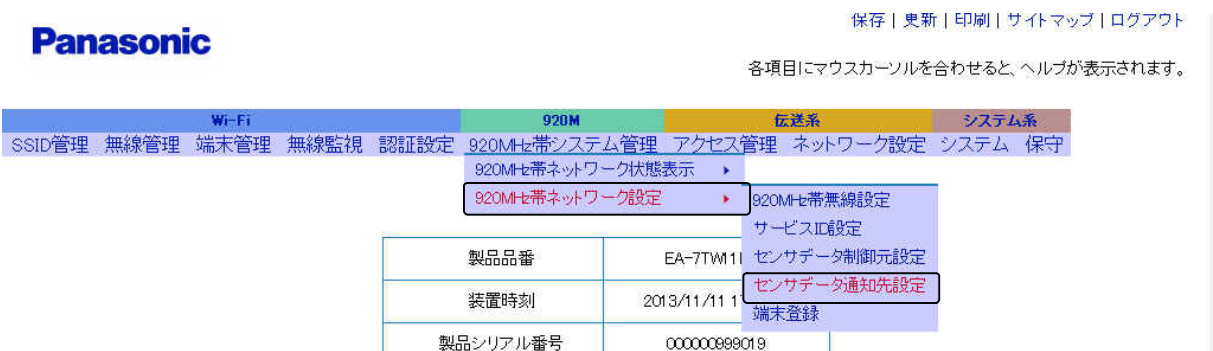 保存 | 更新 | 印刷 | サイトマップ | ログアウト
Panasonic
各項目にマウスカーソルを合わせると、ヘルプが表示されます。
Wi-Fi 920M 伝送系 システム系
SSID管理 無線管理 端末管理 無線監視 認証設定 920MHz帯システム管理 アクセス管理 ネットワーク設定 システム 保守
920MHz帯ネットワーク状態表示
920MHz帯ネットワーク設定
920MHz帯無線設定
サービスID設定
センサデータ制御元設定
センサデータ通知先設定
端末登録
製品品番 EA-7TW11
装置時刻 2013/11/11 1
製品シリアル番号 000000999019